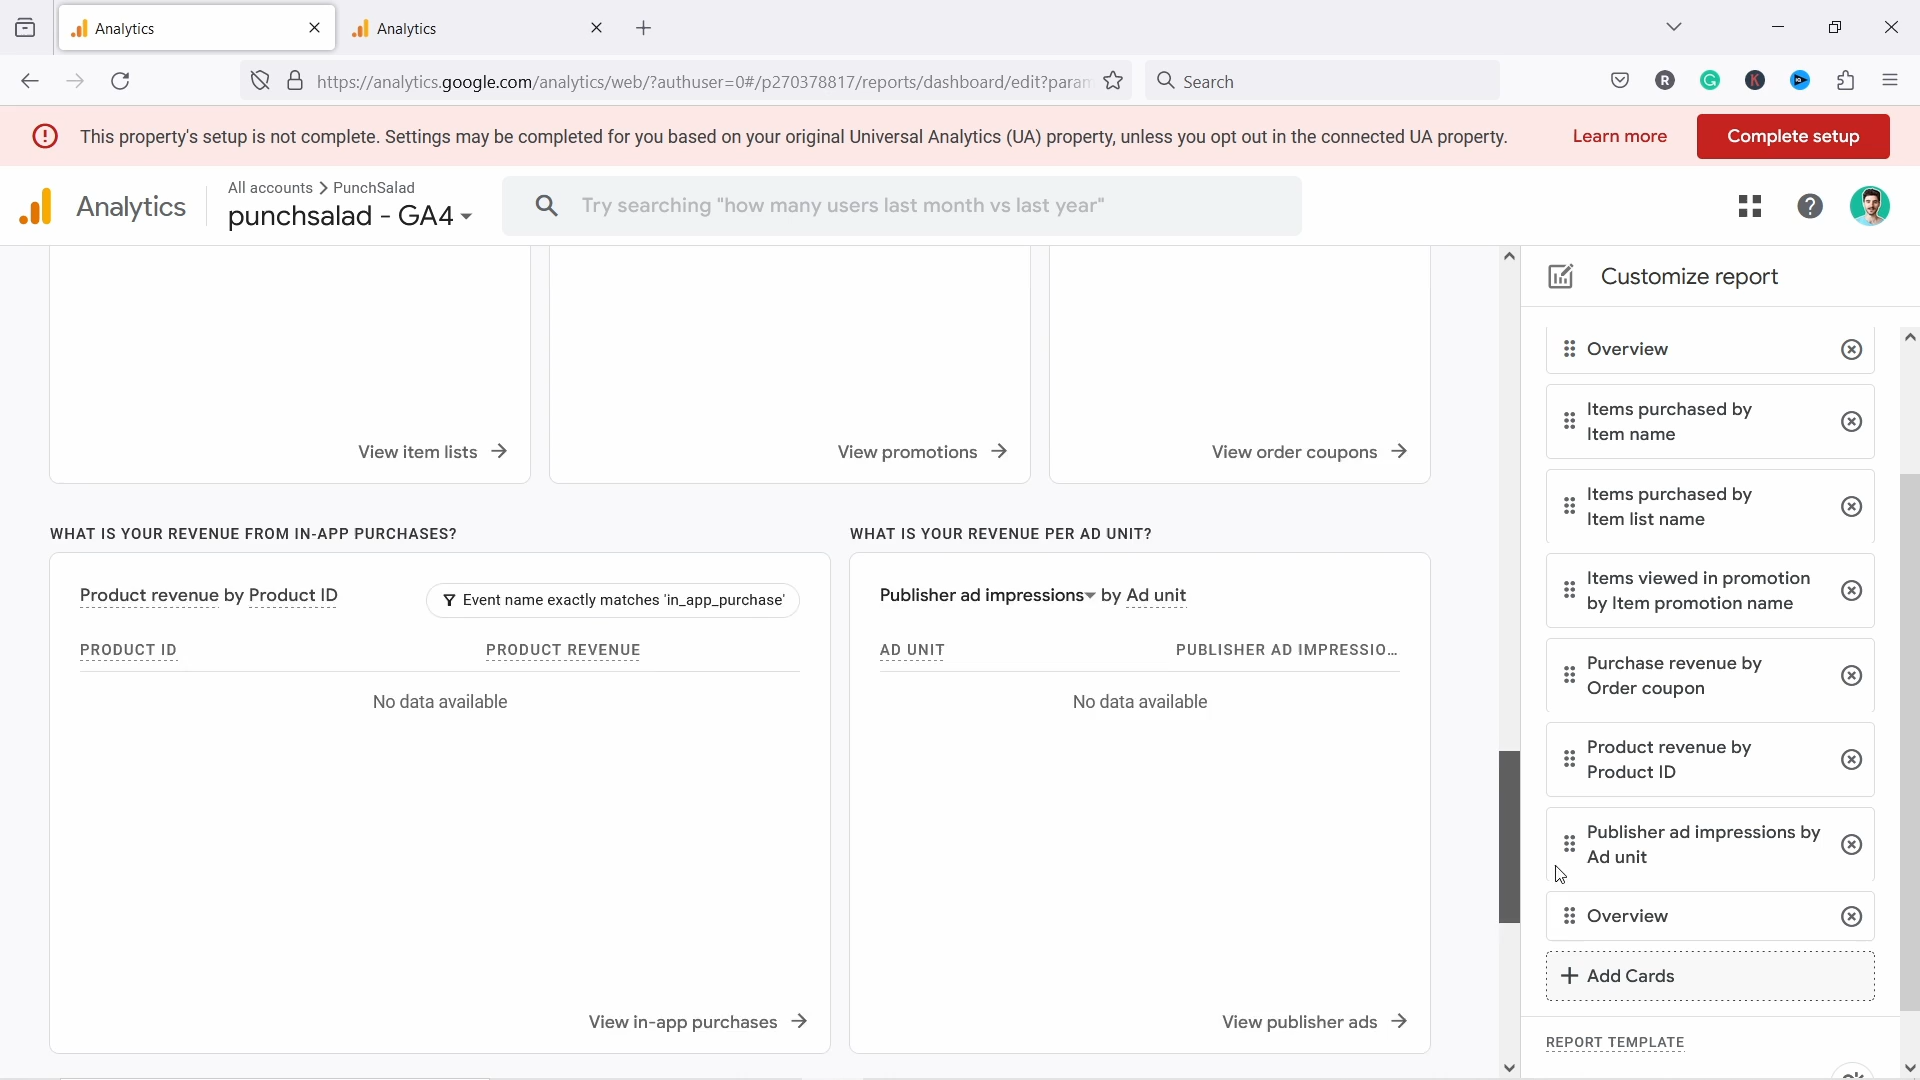 Analytics
Analytics
https://analytics.google.com/analytics/web/?authuser=0#/p270378817/reports/dashboard/edit?param
Search
This property's setup is not complete. Settings may be completed for you based on your original Universal Analytics (UA) property, unless you opt out in the connected UA property.
Learn more
Complete setup
Analytics
All accounts > PunchSalad
punchsalad - GA4
Try searching "how many users last month vs last year"
Customize report
View item lists
View promotions
View order coupons
WHAT IS YOUR REVENUE FROM IN-APP PURCHASES?
WHAT IS YOUR REVENUE PER AD UNIT?
Product revenue by Product ID
Event name exactly matches 'in_app_purchase'
PRODUCT ID
PRODUCT REVENUE
No data available
View in-app purchases
Publisher ad impressions by Ad unit
AD UNIT
PUBLISHER AD IMPRESSIO...
No data available
View publisher ads
Overview
Items purchased by
Item name
Items purchased by
Item list name
Items viewed in promotion
by Item promotion name
Purchase revenue by
Order coupon
Product revenue by
Product ID
Publisher ad impressions by
Ad unit
Overview
+ Add Cards
REPORT TEMPLATE